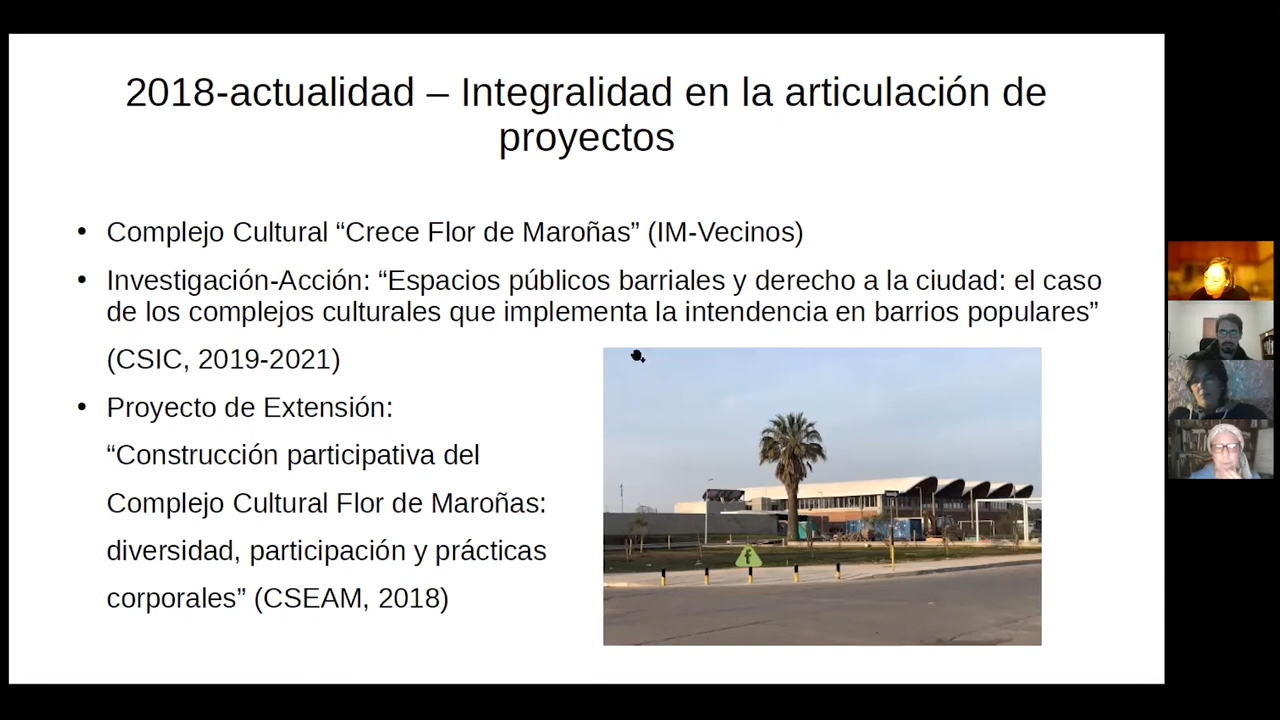 2018-actualidad – Integralidad en la articulación de
proyectos
• Complejo Cultural “Crece Flor de Maroñas” (IM-Vecinos)
• Investigación-Acción: “Espacios públicos barriales y derecho a la ciudad: el caso
de los complejos culturales que implementa la intendencia en barrios populares”
(CSIC, 2019-2021)
• Proyecto de Extensión:
“Construcción participativa del
Complejo Cultural Flor de Maroñas:
diversidad, participación y prácticas
corporales” (CSEAM, 2018)
f